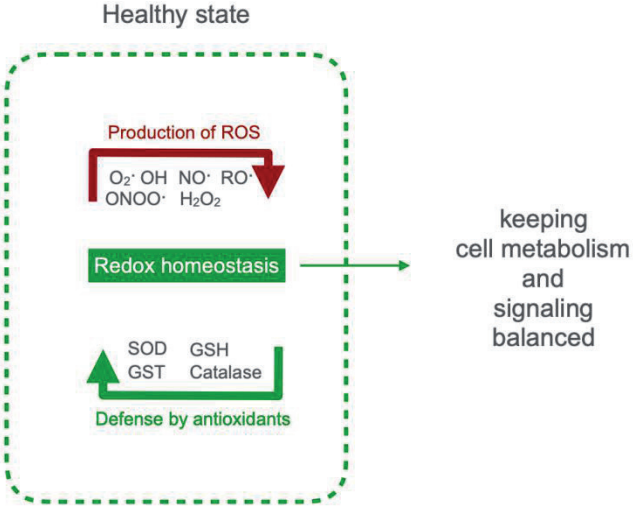 Healthy state
Production of ROS
O₂· OH NO· RO·
ONOO· H₂O₂
Redox homeostasis
keeping
cell metabolism
and
signaling
balanced
SOD GSH
GST Catalase
Defense by antioxidants